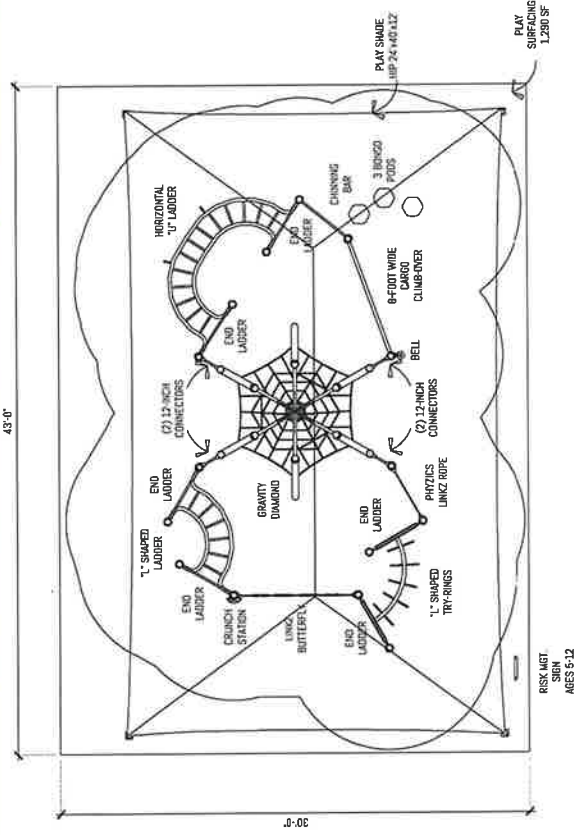 43'-0"
30'-0"
PLAY SHADE
HIP 24'x40'x12'
PLAY
SURFACING
1,290 SF
HORIZONTAL
"U" LADDER
END
LADDER
CHINNING
BAR
3 BONGO
PODS
END
LADDER
8-FOOT WIDE
CARGO
CLIMB-OVER
BELL
(2) 12-INCH
CONNECTORS
(2) 12-INCH
CONNECTORS
GRAVITY
DIAMOND
END
LADDER
"L" SHAPED
LADDER
END
LADDER
CRUNCH
STATION
LINKZ
BUTTERFLY
END
LADDER
PHYZICS
LINKZ ROPE
END
LADDER
"L" SHAPED
TRY-RINGS
RISK MGT.
SIGN
AGES 5-12